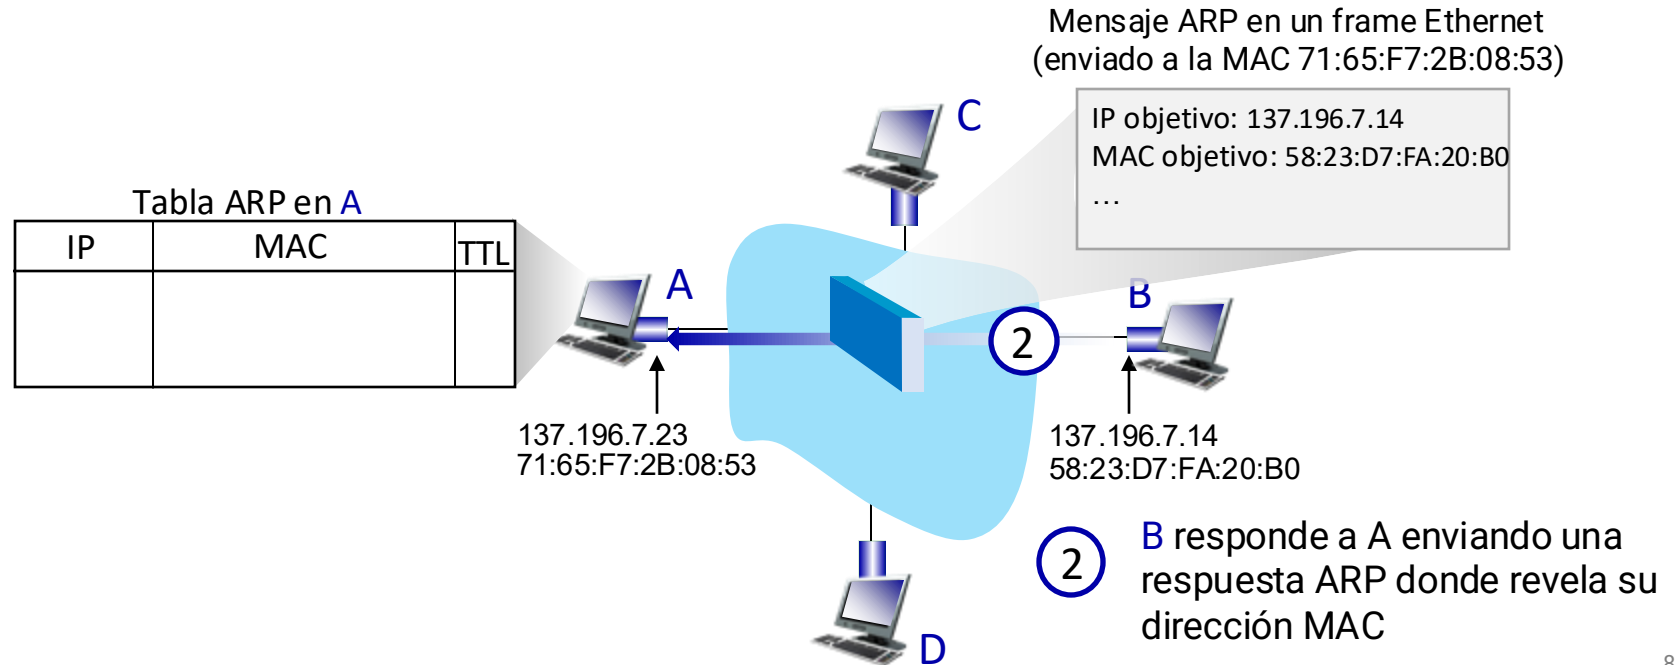 Mensaje ARP en un frame Ethernet
(enviado a la MAC 71:65:F7:2B:08:53)
IP objetivo: 137.196.7.14
MAC objetivo: 58:23:D7:FA:20:B0
...
C
Tabla ARP en A
IP MAC TTL
A
B
2
137.196.7.23
71:65:F7:2B:08:53
137.196.7.14
58:23:D7:FA:20:B0
2
B responde a A enviando una
respuesta ARP donde revela su
dirección MAC
D
8